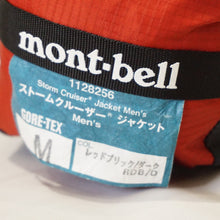 mont-bell
1128256
Storm Cruiser® Jacket Men's
ストームクルーザー® ジャケット
GORE-TEX Men's
M
COL.
レッドブリック/ダーク
RDB/D